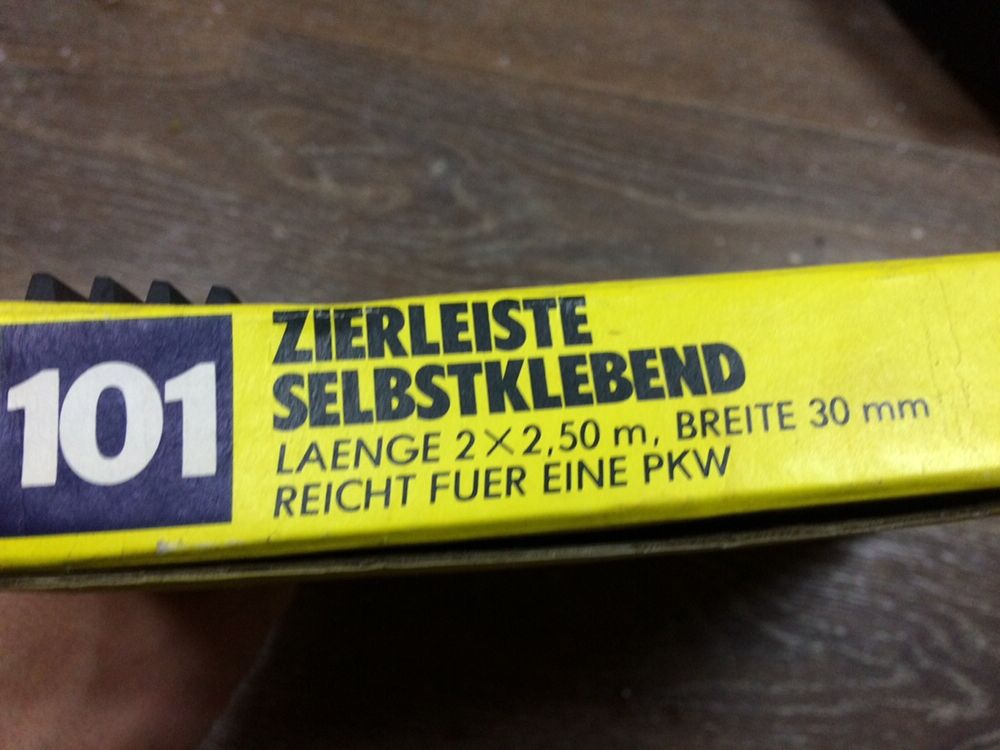 101
ZIERLEISTE
SELBSTKLEBEND
LAENGE 2×2,50 m, BREITE 30 mm
REICHT FUER EINE PKW